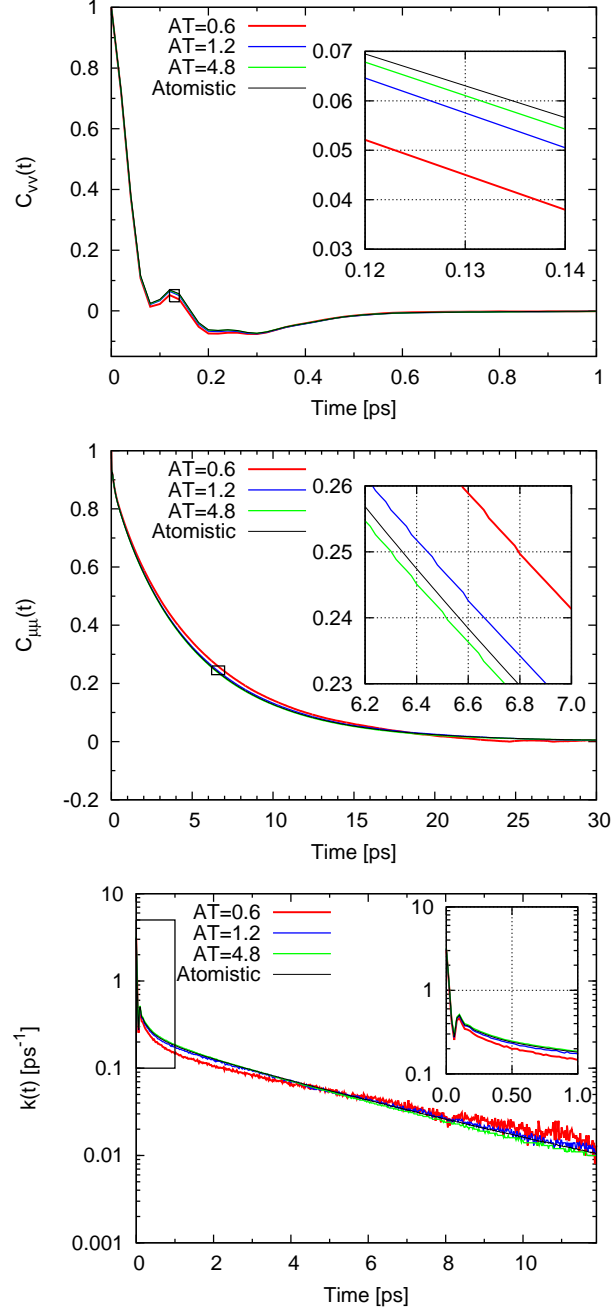 1
0.8
0.6
0.4
0.2
0
C_vv(t)
AT=0.6
AT=1.2
AT=4.8
Atomistic
0.07
0.06
0.05
0.04
0.03
0.12 0.13 0.14
0 0.2 0.4 0.6 0.8 1
Time [ps]
1
0.8
0.6
0.4
0.2
0
-0.2
C_μμ(t)
AT=0.6
AT=1.2
AT=4.8
Atomistic
0.26
0.25
0.24
0.23
6.2 6.4 6.6 6.8 7.0
0 5 10 15 20 25 30
Time [ps]
10
1
0.1
0.01
0.001
k(t) [ps⁻¹]
AT=0.6
AT=1.2
AT=4.8
Atomistic
10
1
0.1
0.0 0.50 1.0
0 2 4 6 8 10
Time [ps]